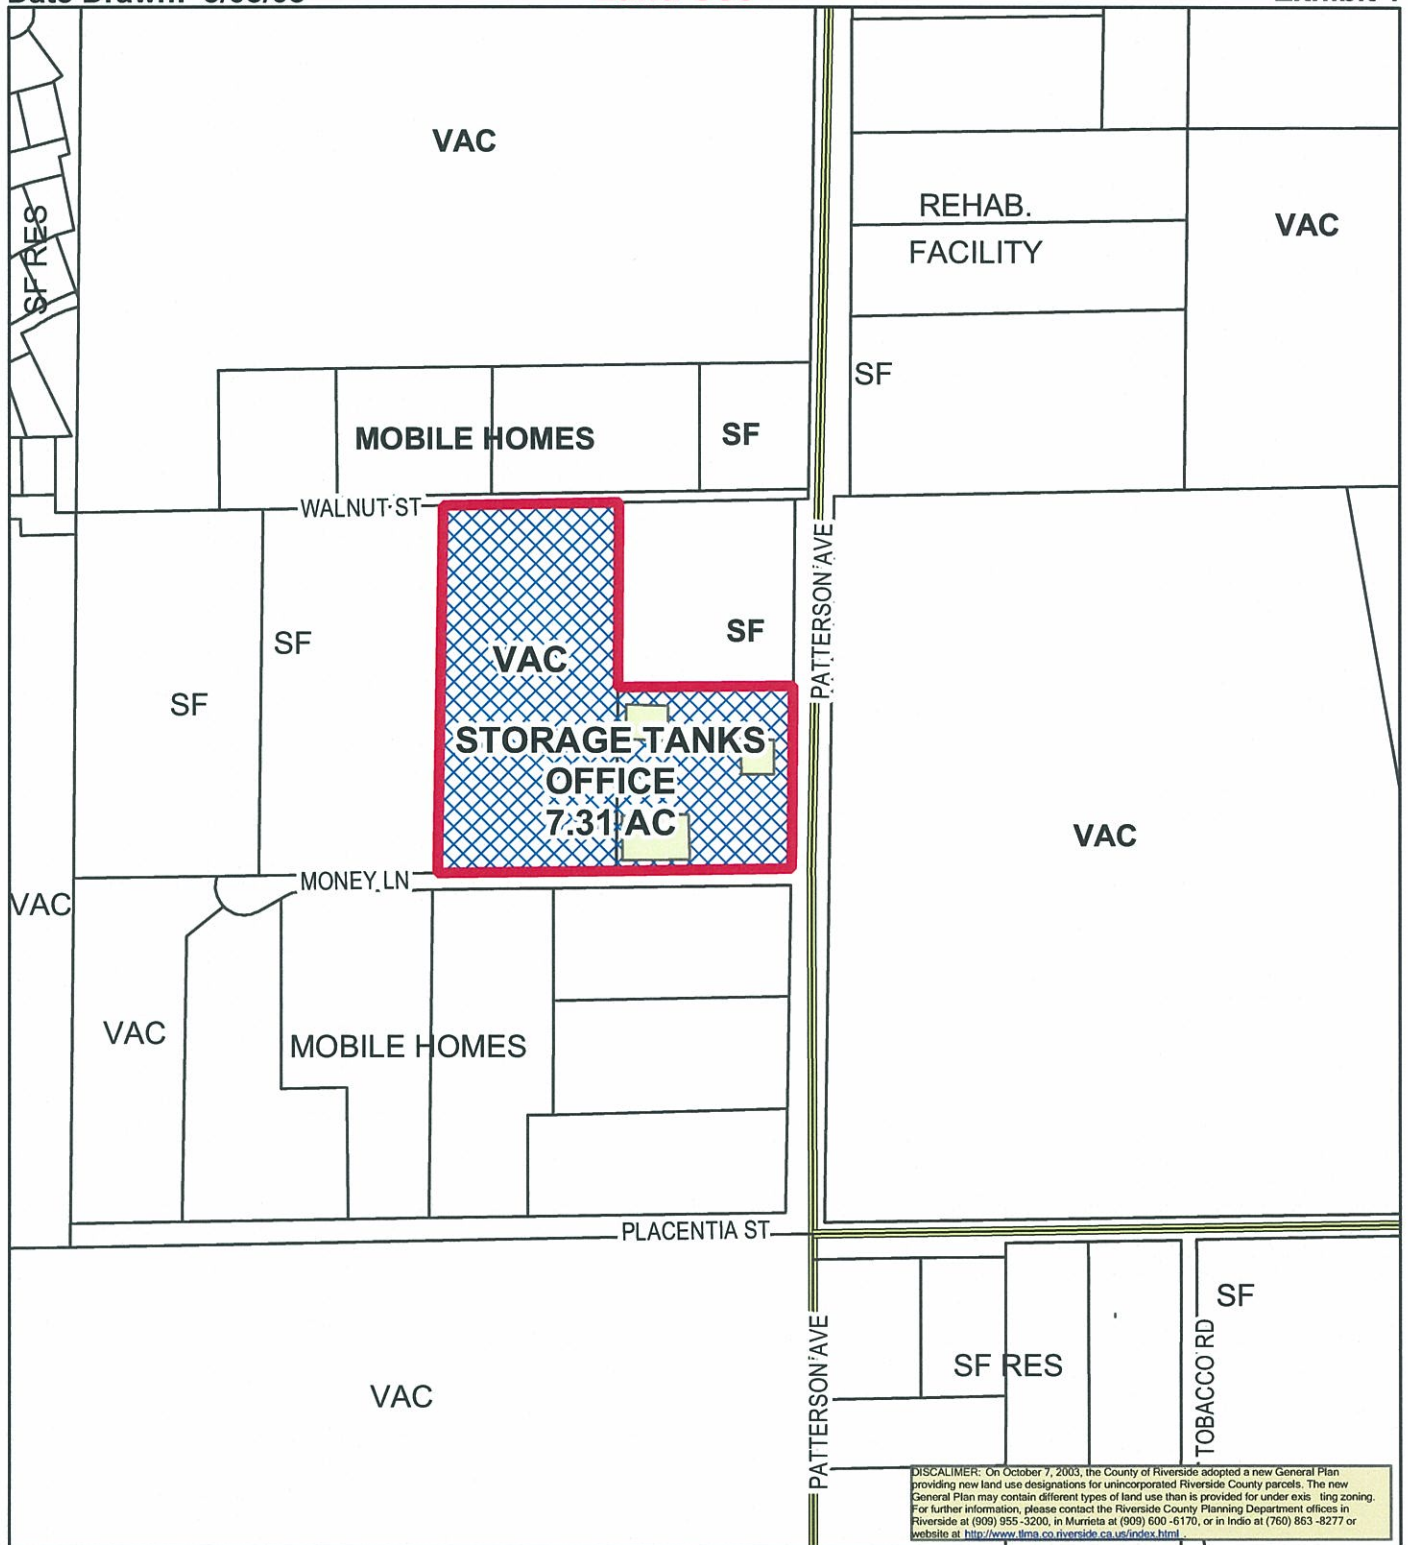 VAC
REHAB.
FACILITY
VAC
SF RES
SF
MOBILE HOMES
SF
WALNUT ST
PATTERSON AVE
SF
SF
VAC
SF
STORAGE TANKS
OFFICE
7.31 AC
VAC
MONEY LN
VAC
VAC
MOBILE HOMES
PLACENTIA ST
SF
PATTERSON AVE
SF RES
TOBACCO RD
VAC
DISCALIMER: On October 7, 2003, the County of Riverside adopted a new General Plan
providing new land use designations for unincorporated Riverside County parcels. The new
General Plan may contain different types of land use than is provided for under exis ting zoning.
For further information, please contact the Riverside County Planning Department offices in
Riverside at (909) 955-3200, in Murrieta at (909) 600-6170, or in Indio at (760) 863-8277 or
website at http://www.tlma.co.riverside.ca.us/index.html .